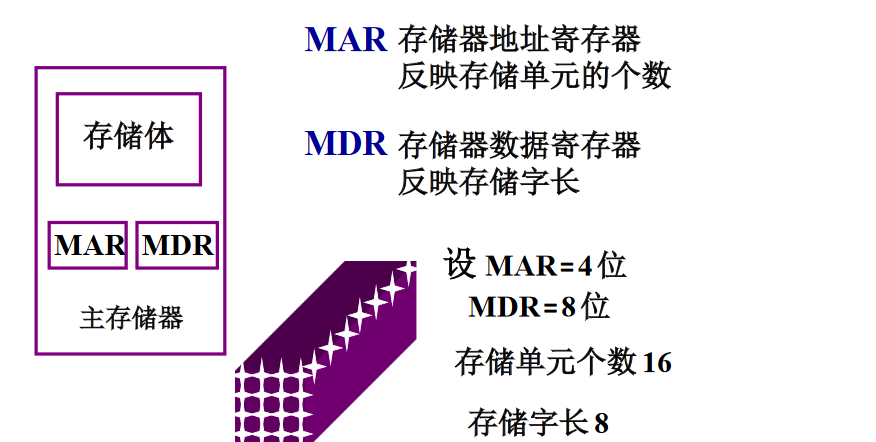 MAR 存储器地址寄存器
反映存储单元的个数
存储体
MDR 存储器数据寄存器
反映存储字长
MAR MDR
主存储器
设 MAR=4位
MDR=8位
存储单元个数16
存储字长8